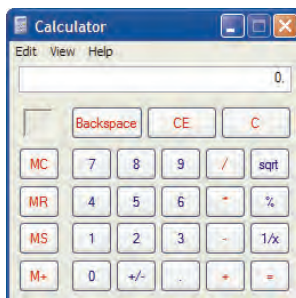 Calculator
Edit View Help
0.
Backspace CE C
MC 7 8 9 / sqrt
MR 4 5 6 * %
MS 1 2 3 - 1/x
M+ 0 +/- . + =